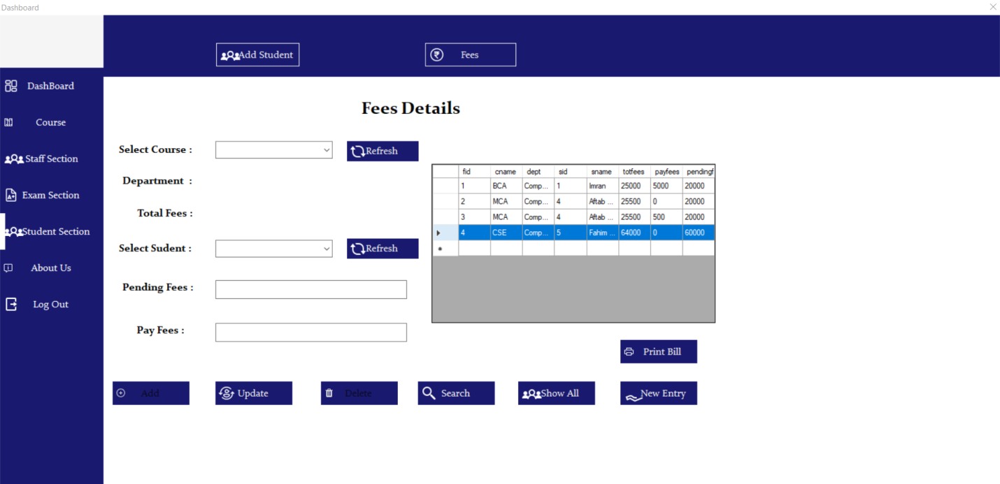 Dashboard
Add Student
Fees
DashBoard
Course
Staff Section
Exam Section
Student Section
About Us
Log Out
Fees Details
Select Course :
Refresh
Department :
Total Fees :
Select Sudent :
Refresh
Pending Fees :
Pay Fees :
fid cname dept sid sname totfees payfees pendingf
1 BCA Comp... 1 Imran 25000 5000 20000
2 MCA Comp... 4 Aftab ... 25500 0 20000
3 MCA Comp... 4 Aftab ... 25500 500 20000
4 CSE Comp... 5 Fahim ... 64000 0 60000
Print Bill
Add
Update
Delete
Search
Show All
New Entry